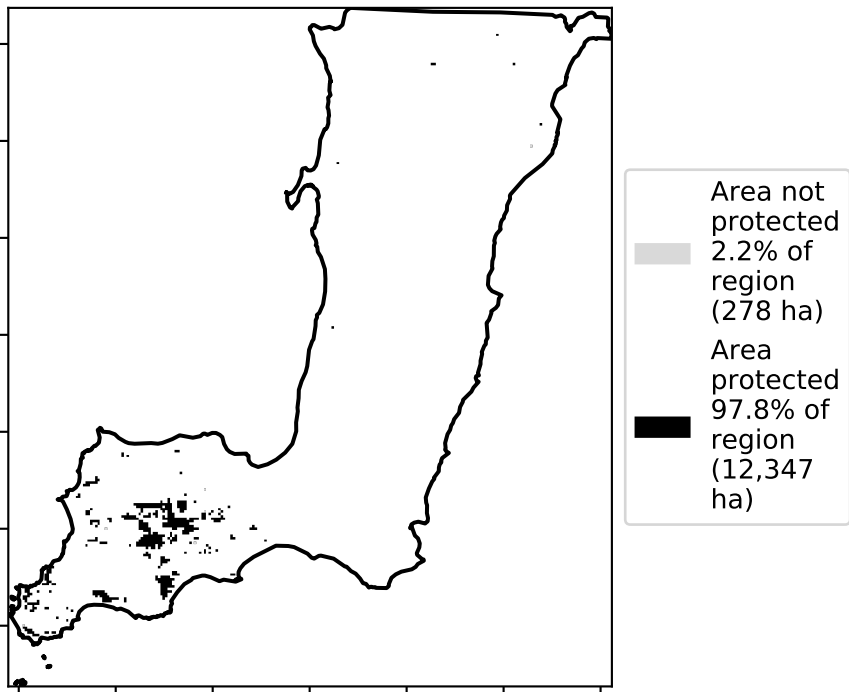 Area not
protected
2.2% of
region
(278 ha)
Area
protected
97.8% of
region
(12,347
ha)